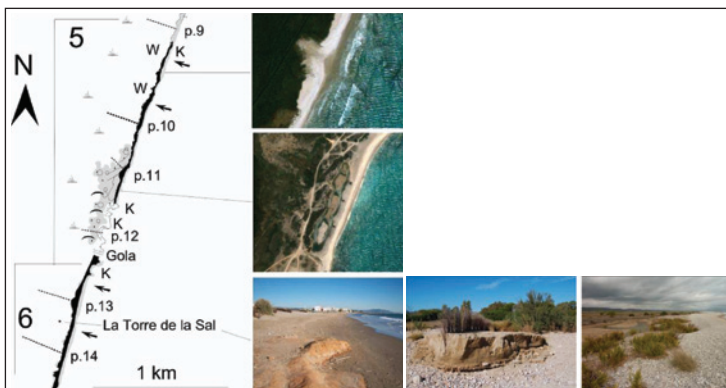 5
p.9
W
K
N
W
p.10
p.11
K
K
p.12
Gola
K
6
p.13
La Torre de la Sal
p.14
1 km